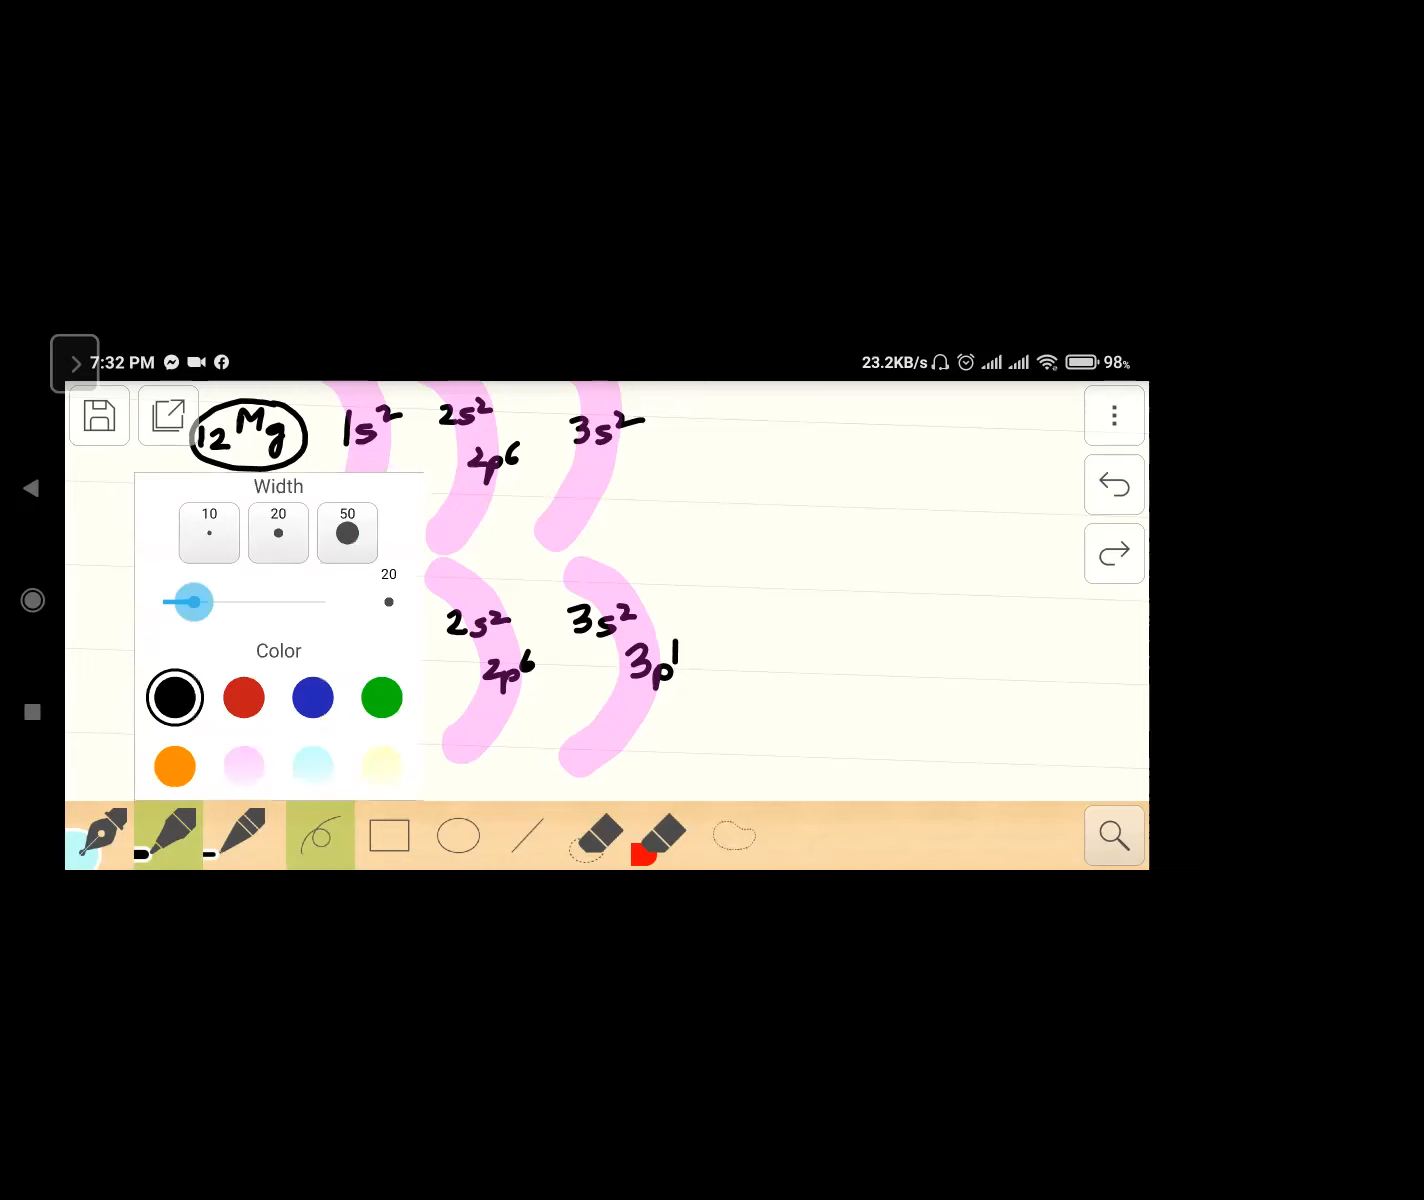 7:32 PM 23.2KB/s 98%
12Mg 1s² 2s² 3s²
2p⁶
Width
10 20 50
20
2s² 3s²
Color
2p⁶ 3p¹